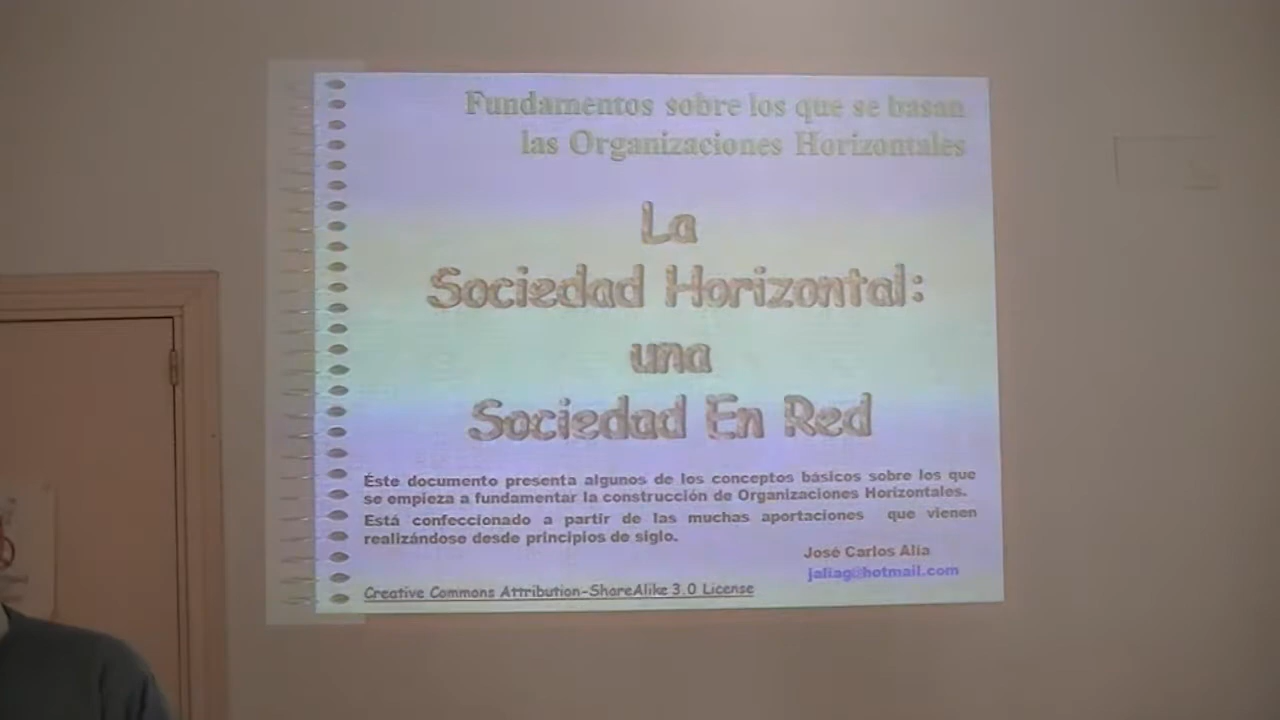 Fundamentos sobre los que se basan
las Organizaciones Horizontales
La
Sociedad Horizontal:
una
Sociedad En Red
Éste documento presenta algunos de los conceptos básicos sobre los que
se empieza a fundamentar la construcción de Organizaciones Horizontales.
Está confeccionado a partir de las muchas aportaciones que vienen
realizándose desde principios de siglo.
José Carlos Alía
jaliag@hotmail.com
Creative Commons Attribution-ShareAlike 3.0 License